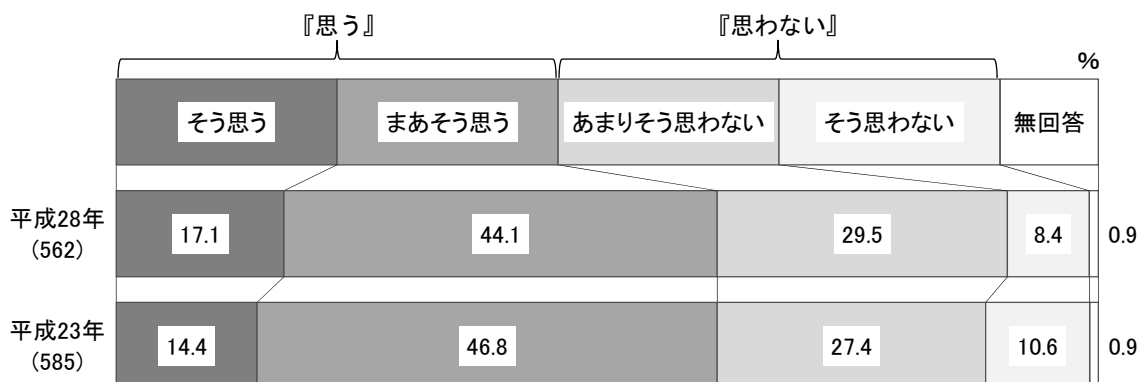 『思う』 『思わない』
%
そう思う まあそう思う あまりそう思わない そう思わない 無回答
平成28年
(562)
17.1 44.1 29.5 8.4 0.9
平成23年
(585)
14.4 46.8 27.4 10.6 0.9